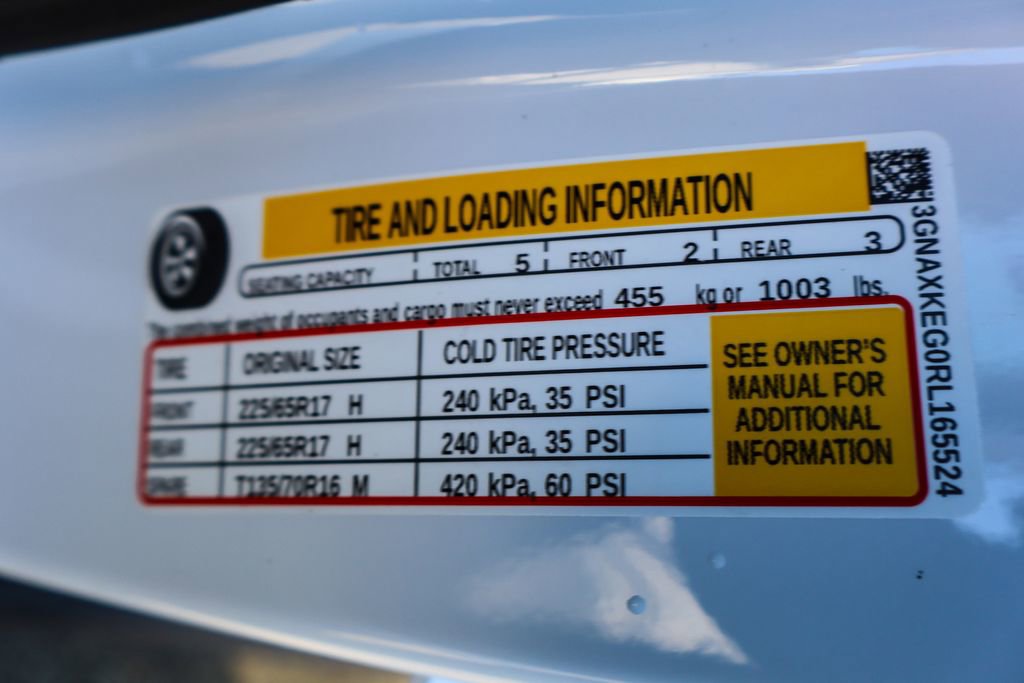 TIRE AND LOADING INFORMATION
SEATING CAPACITY TOTAL 5 FRONT 2 REAR 3
The combined weight of occupants and cargo must never exceed 455 kg or 1003 lbs.
TIRE ORIGINAL SIZE COLD TIRE PRESSURE
FRONT 225/65R17 H 240 kPa, 35 PSI
REAR 225/65R17 H 240 kPa, 35 PSI
SPARE T135/70R16 M 420 kPa, 60 PSI
SEE OWNER'S
MANUAL FOR
ADDITIONAL
INFORMATION
3GNAXKEG0RL165524